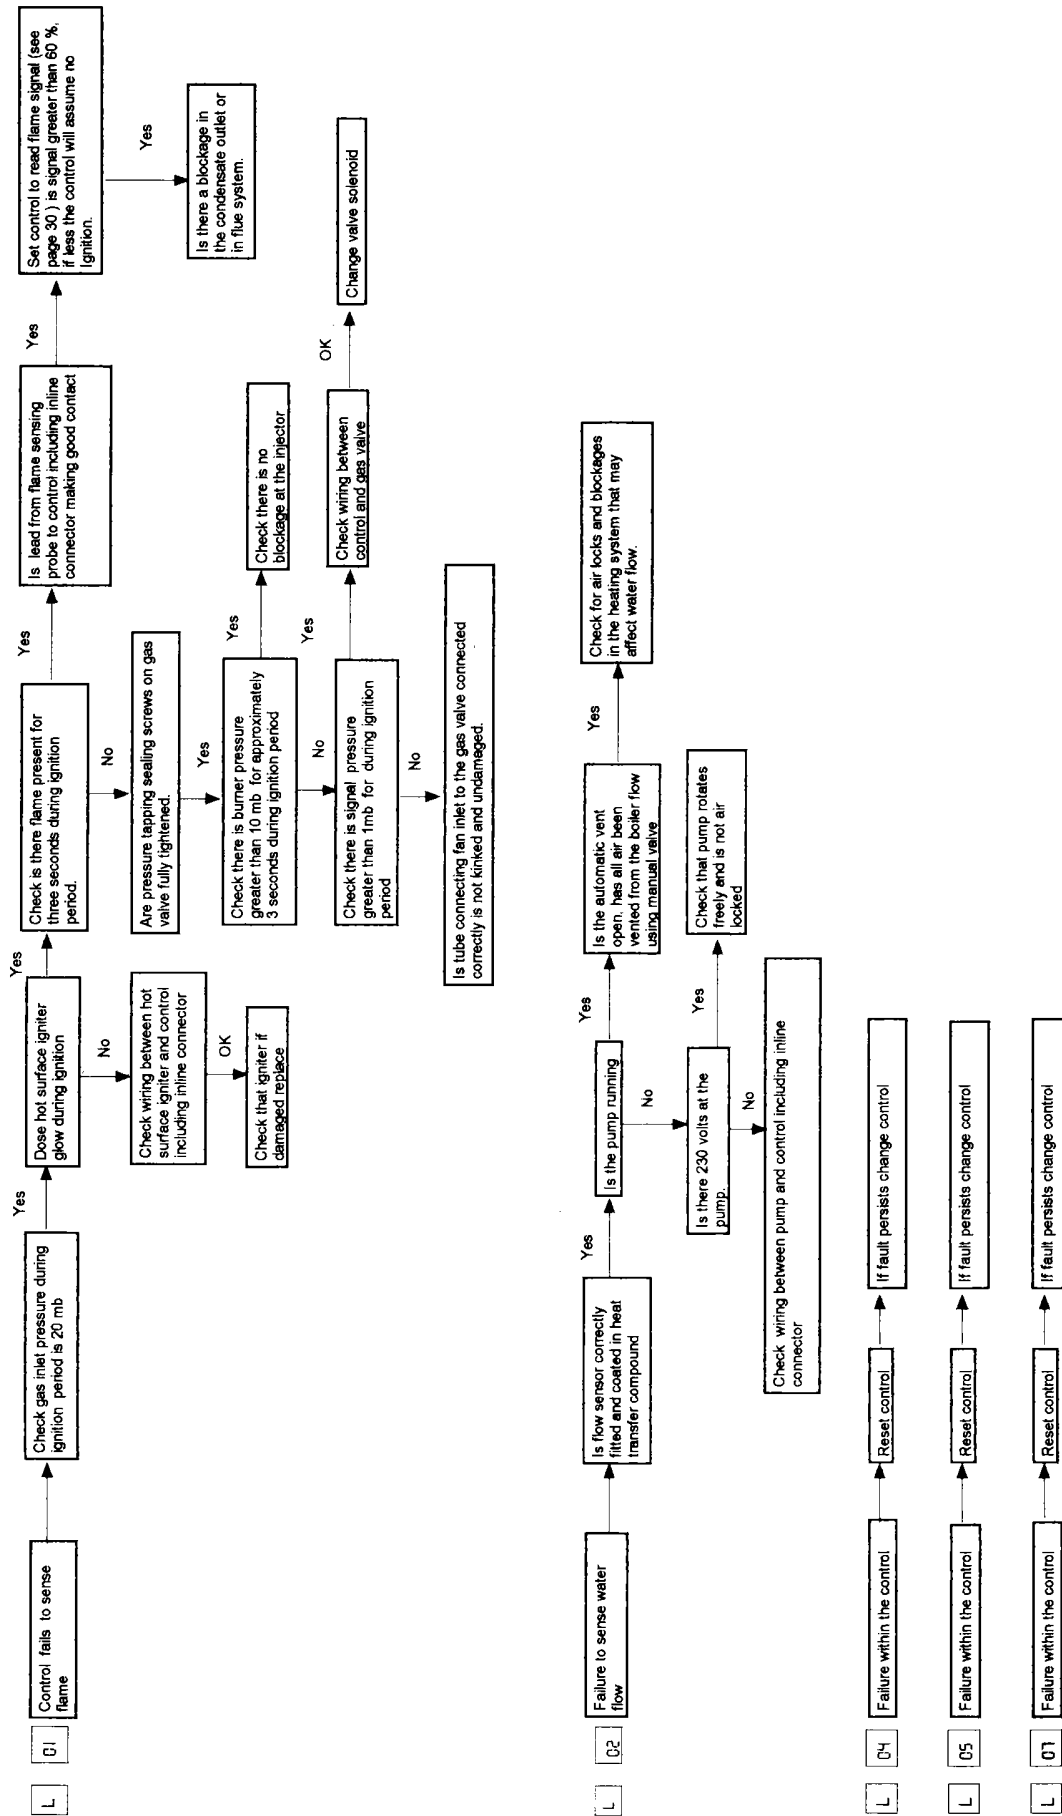 L
01
Control fails to sense
flame
Check gas inlet pressure during
ignition period is 20 mb
Yes
Dose hot surface igniter
glow during ignition
Yes
Check is there flame present for
three seconds during ignition
period.
Yes
Is lead from flame sensing
probe to control including inline
connector making good contact
Yes
Set control to read flame signal (see
page 30 ) is signal greater than 60 %,
if less the control will assume no
Ignition.
Yes
Is there a blockage in
the condensate outlet or
in flue system.
No
Check wiring between hot
surface igniter and control
including inline connector
OK
Check that igniter if
damaged replace
No
Are pressure tapping sealing screws on gas
valve fully tightened.
Yes
Check there is burner pressure
greater than 10 mb for approximately
3 seconds during ignition period
Yes
Check there is no
blockage at the injector
No
Check there is signal pressure
greater than 1mb for during ignition
period
Yes
Check wiring between
control and gas valve
OK
Change valve solenoid
No
Is tube connecting fan inlet to the gas valve connected
correctly is not kinked and undamaged.
L
02
Failure to sense water
flow
Is flow sensor correctly
fitted and coated in heat
transfer compound
Yes
Is the pump running
Yes
Is the automatic vent
open, has all air been
vented from the boiler flow
using manual valve
Yes
Check for air locks and blockages
in the heating system that may
affect water flow.
No
Is there 230 volts at the
pump.
Yes
Check that pump rotates
freely and is not air
locked
No
Check wiring between pump and control including inline
connector
L
04
Failure within the control
Reset control
If fault persists change control
L
05
Failure within the control
Reset control
If fault persists change control
L
07
Failure within the control
Reset control
If fault persists change control